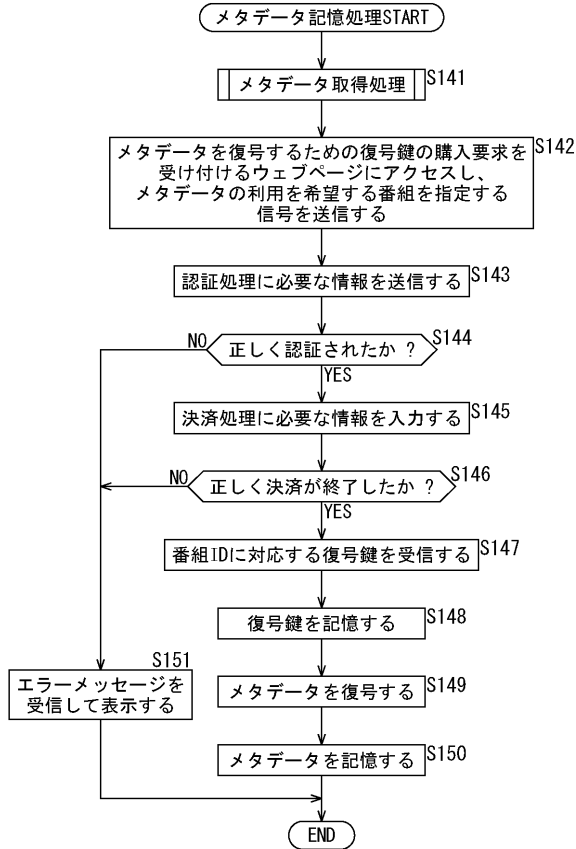 メタデータ記憶処理START
メタデータ取得処理
S141
メタデータを復号するための復号鍵の購入要求を
受け付けるウェブページにアクセスし、
メタデータの利用を希望する番組を指定する
信号を送信する
S142
認証処理に必要な情報を送信する
S143
正しく認証されたか ?
S144
NO
YES
決済処理に必要な情報を入力する
S145
正しく決済が終了したか ?
S146
NO
YES
番組IDに対応する復号鍵を受信する
S147
復号鍵を記憶する
S148
エラーメッセージを
受信して表示する
S151
メタデータを復号する
S149
メタデータを記憶する
S150
END